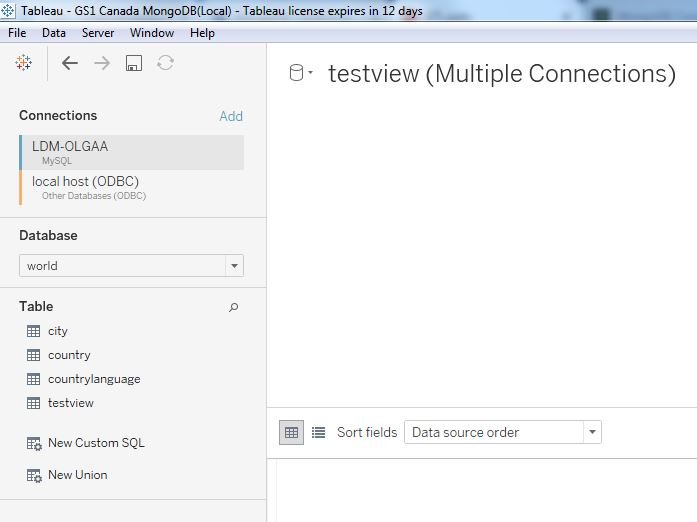 Tableau - GS1 Canada MongoDB(Local) - Tableau license expires in 12 days
File Data Server Window Help
testview (Multiple Connections)
Connections Add
LDM-OLGAA
MySQL
local host (ODBC)
Other Databases (ODBC)
Database
world
Table
city
country
countrylanguage
testview
New Custom SQL
New Union
Sort fields Data source order